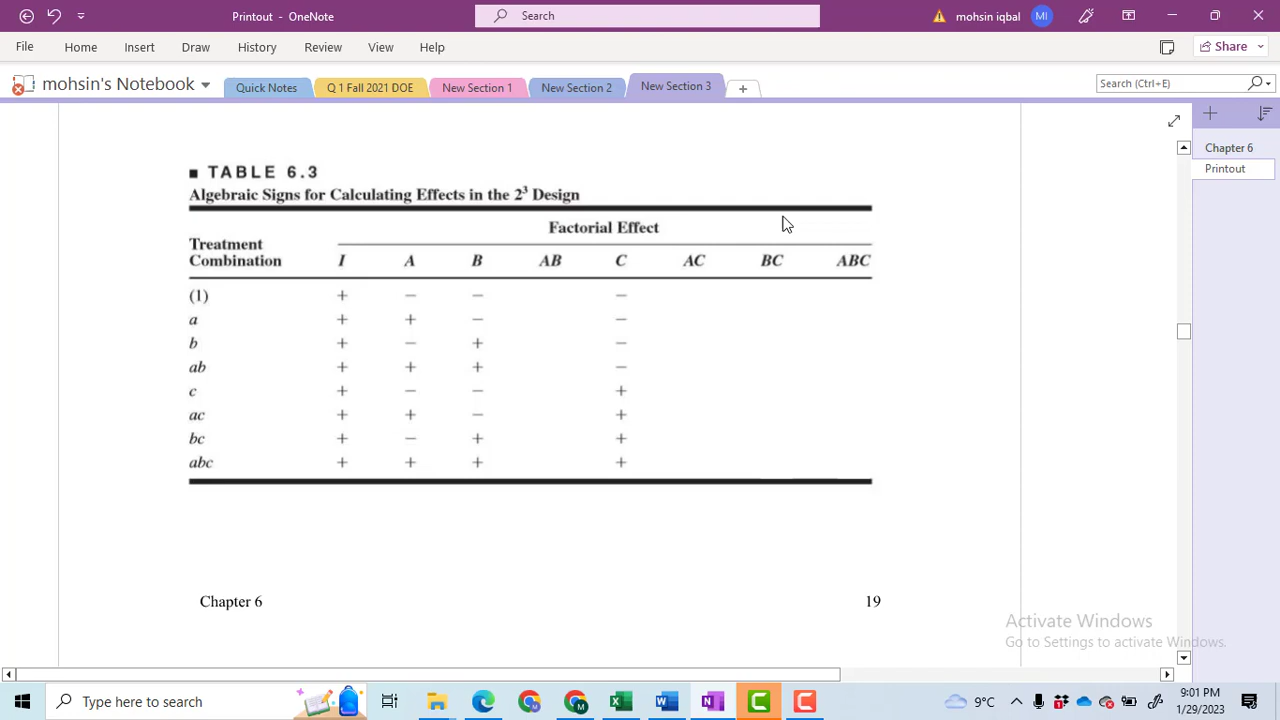 Printout - OneNote
Search
mohsin iqbal
MI
File Home Insert Draw History Review View Help
Share
mohsin's Notebook
Quick Notes
Q 1 Fall 2021 DOE
New Section 1
New Section 2
New Section 3
+
Search (Ctrl+E)
Chapter 6
Printout
■ TABLE 6.3
Algebraic Signs for Calculating Effects in the 2³ Design
Factorial Effect
Treatment
Combination I A B AB C AC BC ABC
(1) + − − −
a + + − −
b + − + −
ab + + + −
c + − − +
ac + + − +
bc + − + +
abc + + + +
Chapter 6 19
Activate Windows
Go to Settings to activate Windows.
Type here to search
9°C
9:01 PM
1/29/2023